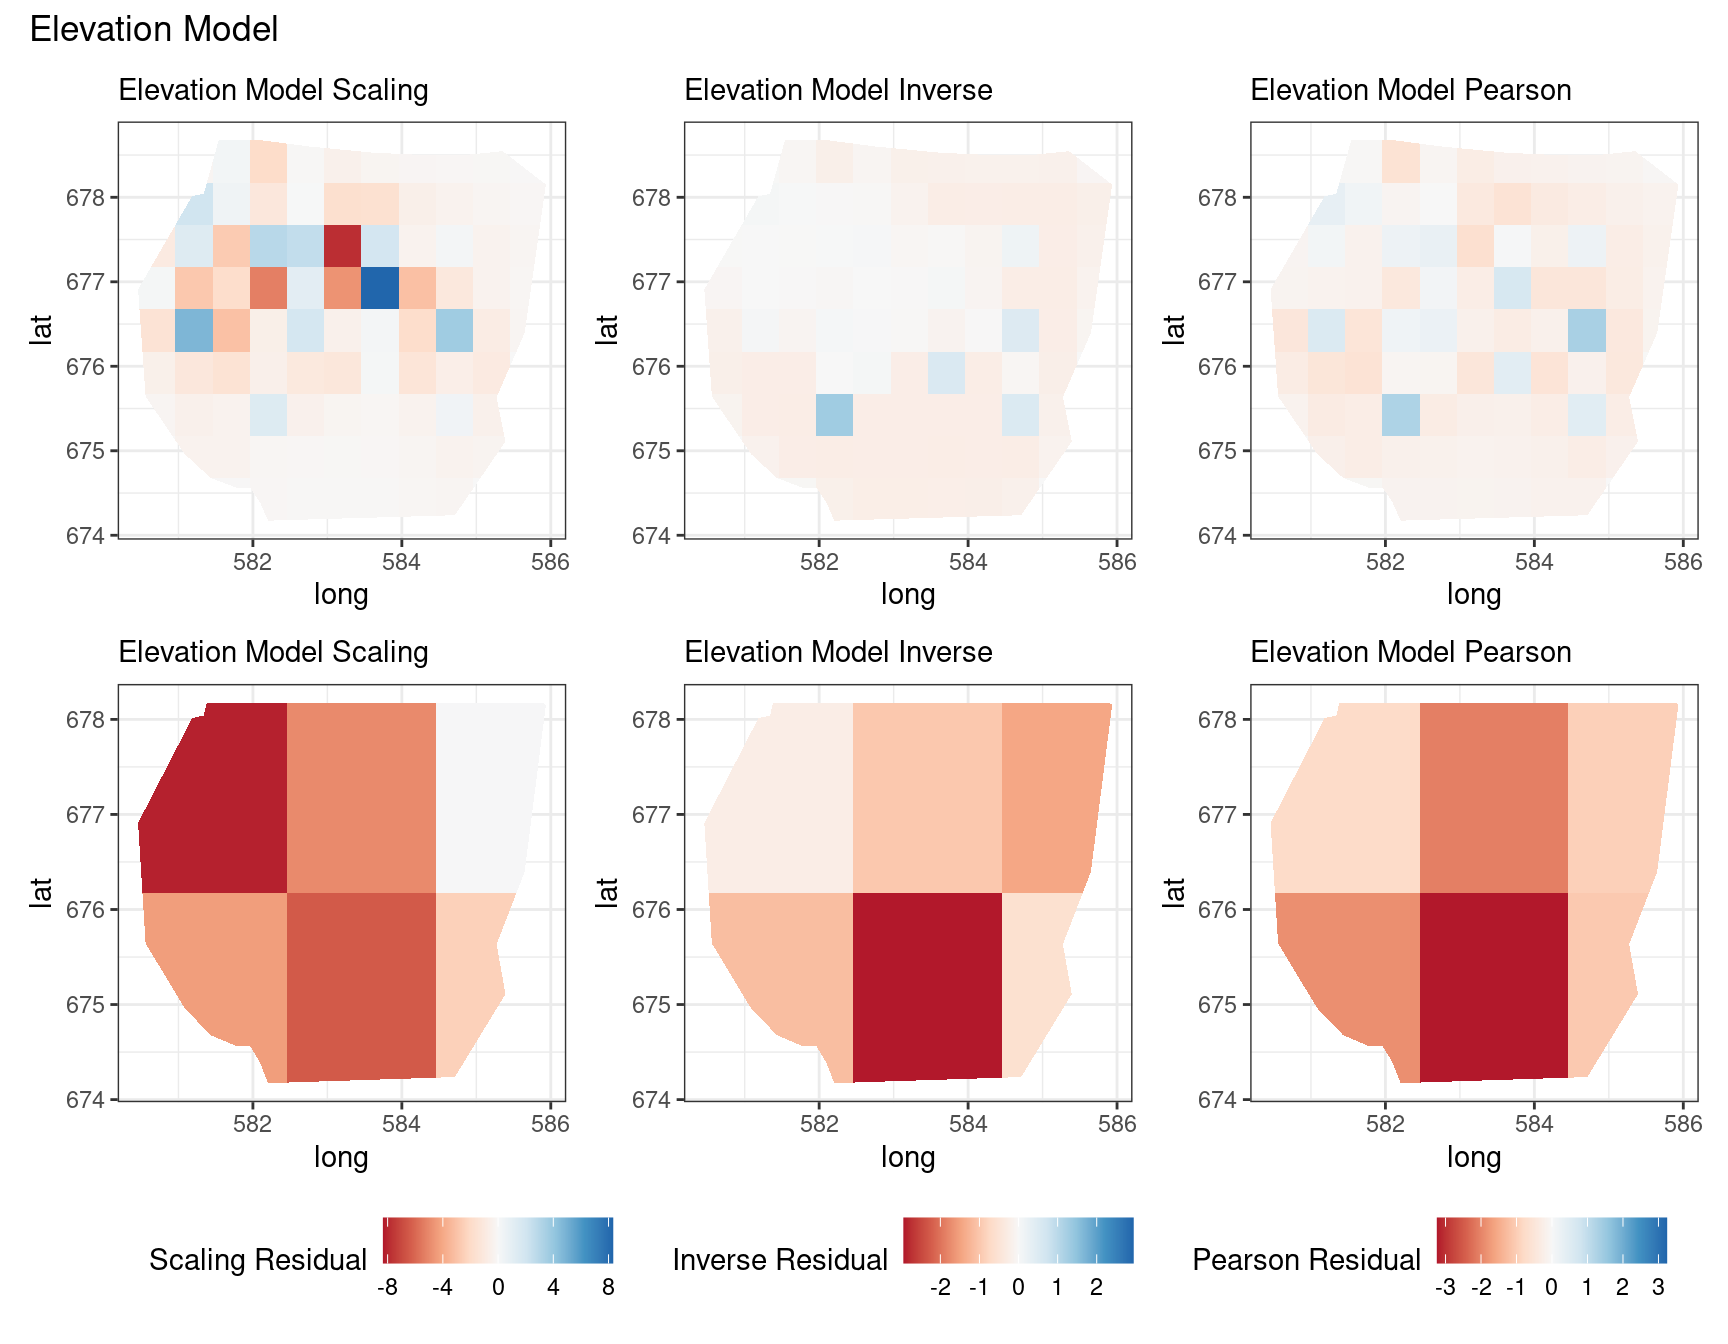 Elevation Model
Elevation Model Scaling
Elevation Model Inverse
Elevation Model Pearson
678
677
676
675
674
lat
582
584
586
long
678
677
676
675
674
lat
582
584
586
long
678
677
676
675
674
lat
582
584
586
long
Elevation Model Scaling
Elevation Model Inverse
Elevation Model Pearson
678
677
676
675
674
lat
582
584
586
long
678
677
676
675
674
lat
582
584
586
long
678
677
676
675
674
lat
582
584
586
long
Scaling Residual
-8 -4 0 4 8
Inverse Residual
-2 -1 0 1 2
Pearson Residual
-3 -2 -1 0 1 2 3